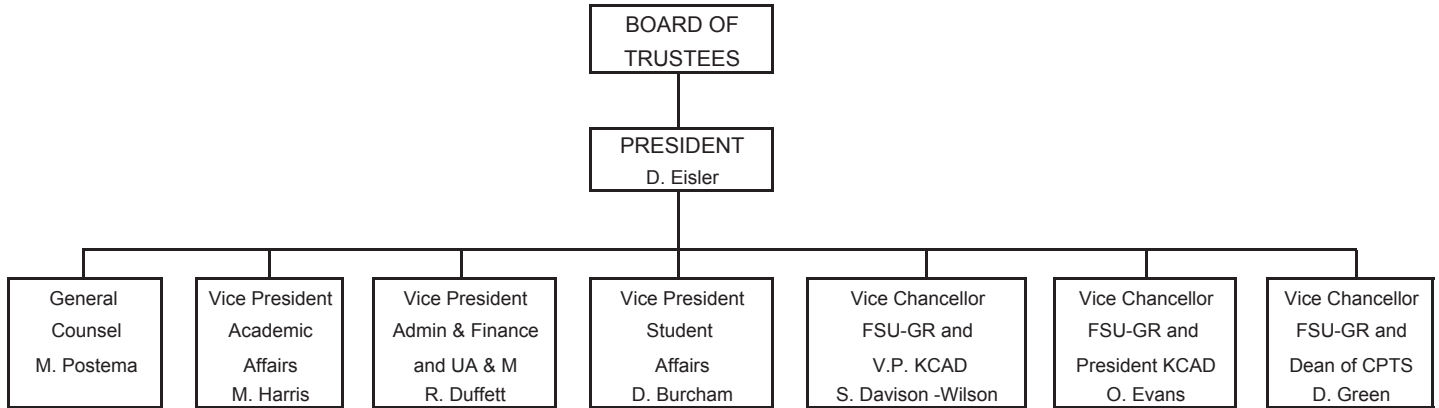 BOARD OF
TRUSTEES
PRESIDENT
D. Eisler
General
Counsel
M. Postema
Vice President
Academic
Affairs
M. Harris
Vice President
Admin & Finance
and UA & M
R. Duffett
Vice President
Student
Affairs
D. Burcham
Vice Chancellor
FSU-GR and
V.P. KCAD
S. Davison -Wilson
Vice Chancellor
FSU-GR and
President KCAD
O. Evans
Vice Chancellor
FSU-GR and
Dean of CPTS
D. Green